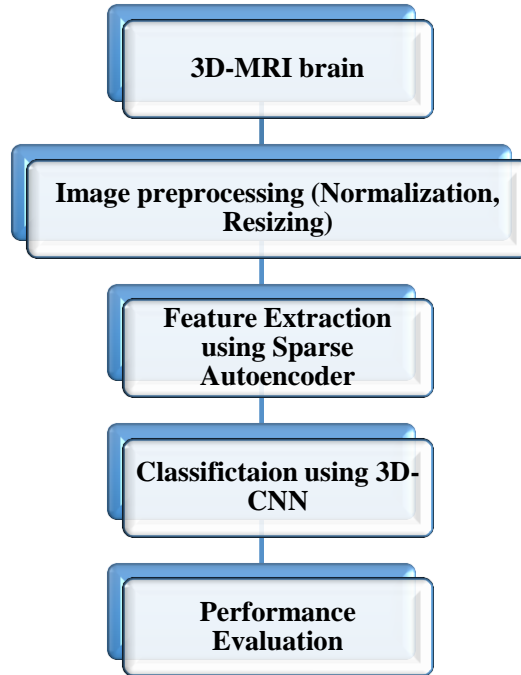 3D-MRI brain
Image preprocessing (Normalization,
Resizing)
Feature Extraction
using Sparse
Autoencoder
Classifictaion using 3D-
CNN
Performance
Evaluation